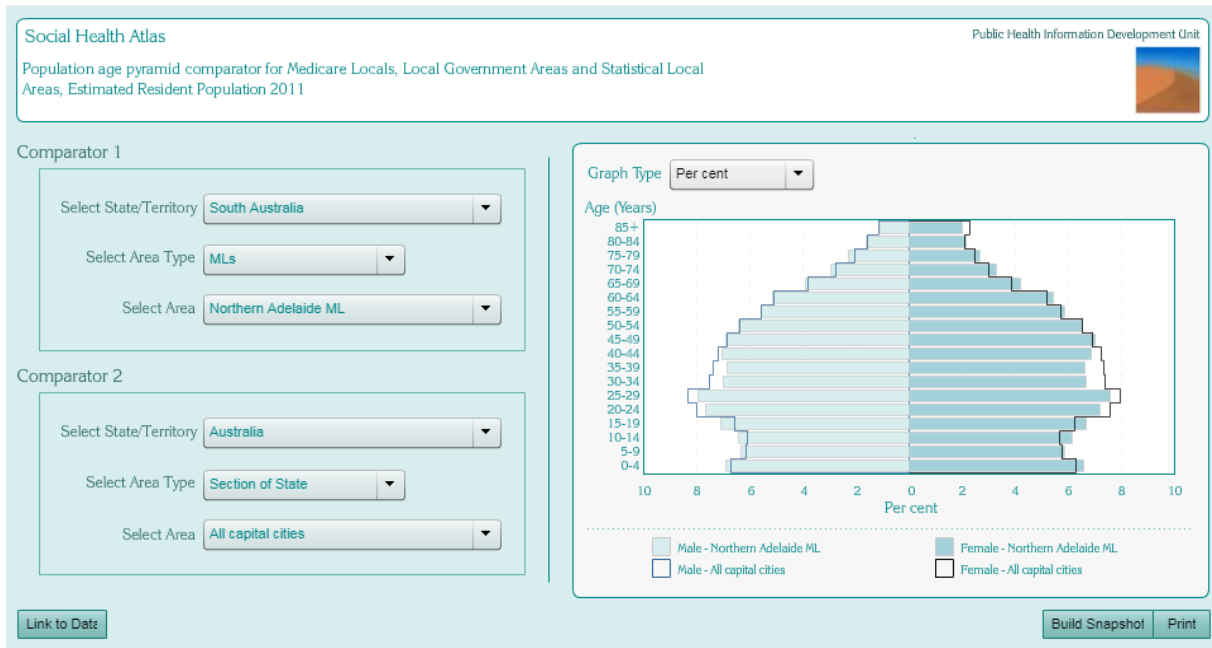 Social Health Atlas
Public Health Information Development Unit
Population age pyramid comparator for Medicare Locals, Local Government Areas and Statistical Local
Areas, Estimated Resident Population 2011
Comparator 1
Select State/Territory South Australia
Select Area Type MLs
Select Area Northern Adelaide ML
Comparator 2
Select State/Territory Australia
Select Area Type Section of State
Select Area All capital cities
Graph Type Per cent
Age (Years)
85+
80-84
75-79
70-74
65-69
60-64
55-59
50-54
45-49
40-44
35-39
30-34
25-29
20-24
15-19
10-14
5-9
0-4
10 8 6 4 2 0 2 4 6 8 10
Per cent
Male - Northern Adelaide ML Female - Northern Adelaide ML
Male - All capital cities Female - All capital cities
Link to Data Build Snapshot Print